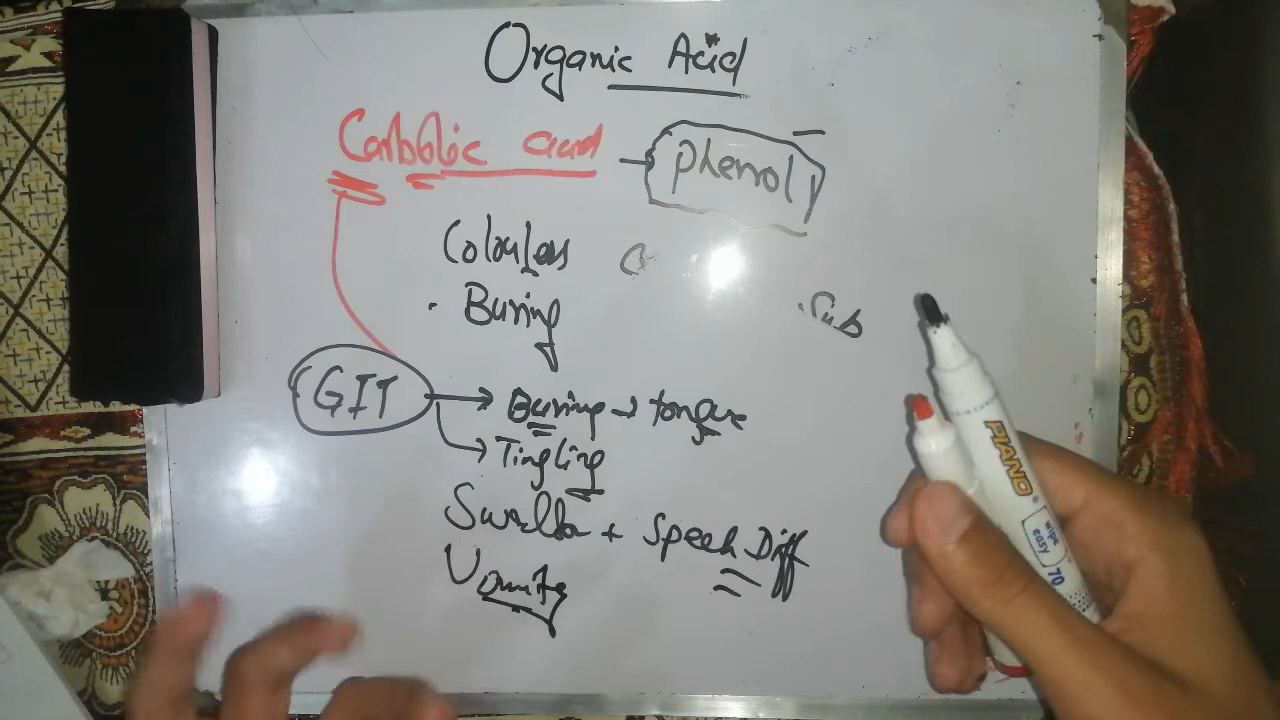 Organic Acid
Carbolic acid → Phenol
Colourless
Burning
Sub
GIT → Burning → tongue
→ Tingling
Swallow + Speech Diff
Vomiting
PIANO
wipe easy 70